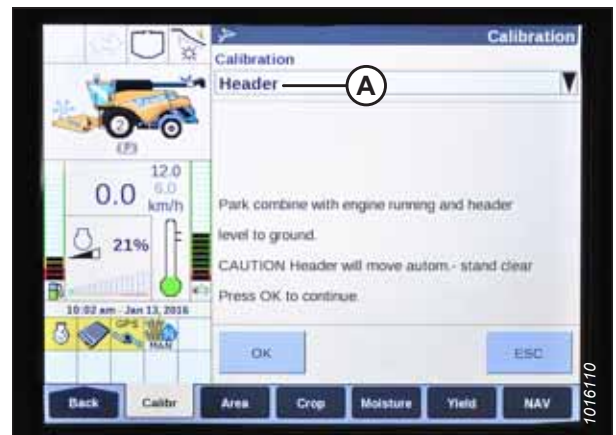 Calibration
Calibration
Header
A
2
(P)
12.0
6.0
0.0 km/h
21%
Park combine with engine running and header
level to ground.
CAUTION Header will move autom.- stand clear
Press OK to continue
10:02 am Jan 13, 2016
GPS
MAN
OK
ESC
Back
Calibr
Area
Crop
Moisture
Yield
NAV
1016110